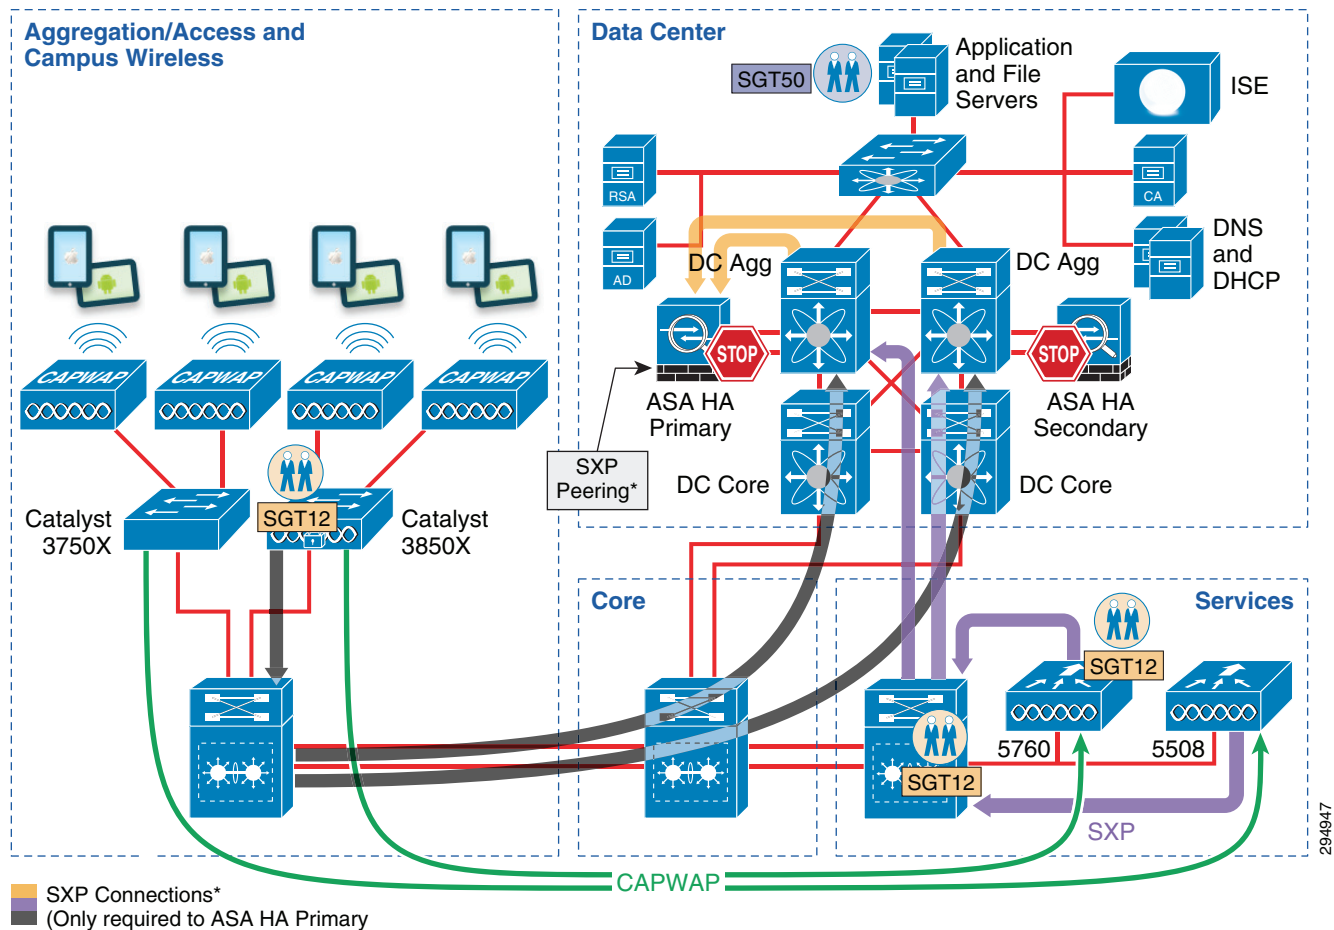 Aggregation/Access and
Campus Wireless
Data Center
SGT50
Application
and File
Servers
ISE
RSA
CA
AD
DNS
and
DHCP
DC Agg
DC Agg
STOP
STOP
ASA HA
Primary
ASA HA
Secondary
SXP
Peering*
DC Core
DC Core
CAPWAP
CAPWAP
CAPWAP
CAPWAP
Catalyst
3750X
SGT12
Catalyst
3850X
Core
Services
SGT12
5760
5508
SGT12
SXP
CAPWAP
294947
SXP Connections*
(Only required to ASA HA Primary